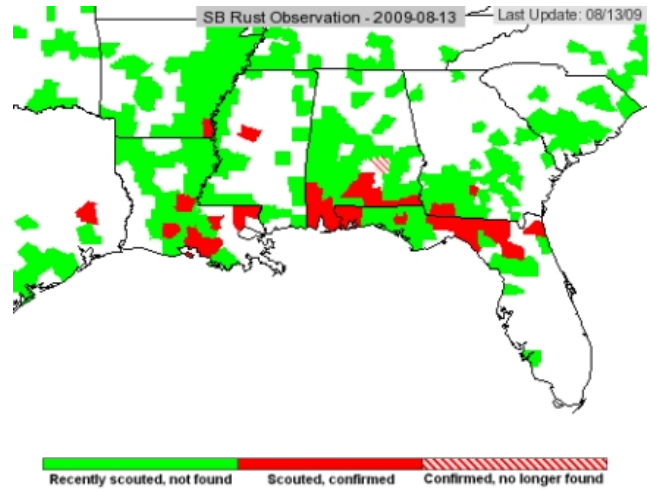 SB Rust Observation - 2009-08-13
Last Update: 08/13/09
Recently scouted, not found
Scouted, confirmed
Confirmed, no longer found